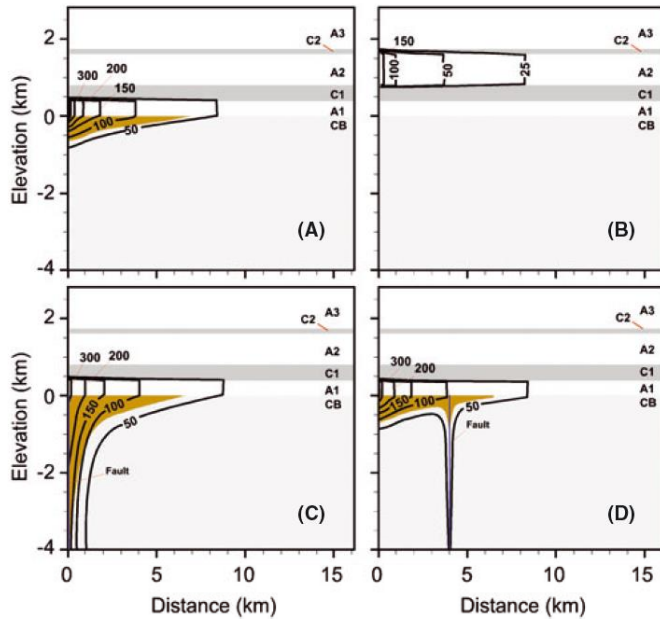 2
0
-2
-4
Elevation (km)
A3
C2
A2
C1
A1
CB
300
200
150
100
50
(A)
A3
C2
A2
C1
A1
CB
150
100
50
25
(B)
2
0
-2
-4
Elevation (km)
0
5
10
15
Distance (km)
A3
C2
A2
C1
A1
CB
300
200
150
100
50
Fault
(C)
0
5
10
15
Distance (km)
A3
C2
A2
C1
A1
CB
300
200
150
100
50
Fault
(D)